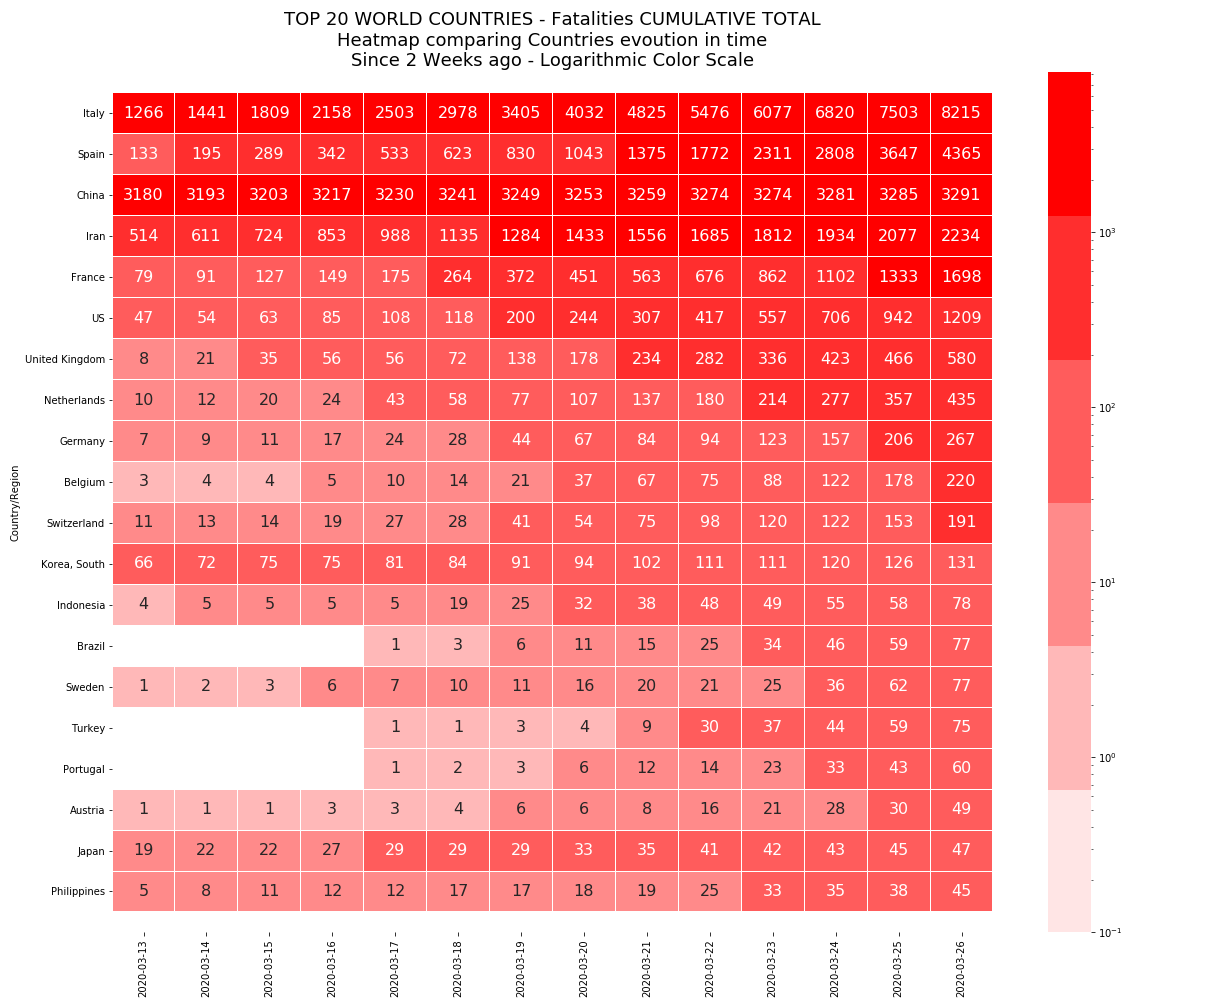 TOP 20 WORLD COUNTRIES - Fatalities CUMULATIVE TOTAL
Heatmap comparing Countries evoution in time
Since 2 Weeks ago - Logarithmic Color Scale
Country/Region
Italy 1266 1441 1809 2158 2503 2978 3405 4032 4825 5476 6077 6820 7503 8215
Spain 133 195 289 342 533 623 830 1043 1375 1772 2311 2808 3647 4365
China 3180 3193 3203 3217 3230 3241 3249 3253 3259 3274 3274 3281 3285 3291
Iran 514 611 724 853 988 1135 1284 1433 1556 1685 1812 1934 2077 2234
France 79 91 127 149 175 264 372 451 563 676 862 1102 1333 1698
US 47 54 63 85 108 118 200 244 307 417 557 706 942 1209
United Kingdom 8 21 35 56 56 72 138 178 234 282 336 423 466 580
Netherlands 10 12 20 24 43 58 77 107 137 180 214 277 357 435
Germany 7 9 11 17 24 28 44 67 84 94 123 157 206 267
Belgium 3 4 4 5 10 14 21 37 67 75 88 122 178 220
Switzerland 11 13 14 19 27 28 41 54 75 98 120 122 153 191
Korea, South 66 72 75 75 81 84 91 94 102 111 111 120 126 131
Indonesia 4 5 5 5 5 19 25 32 38 48 49 55 58 78
Brazil 1 3 6 11 15 25 34 46 59 77
Sweden 1 2 3 6 7 10 11 16 20 21 25 36 62 77
Turkey 1 1 3 4 9 30 37 44 59 75
Portugal 1 2 3 6 12 14 23 33 43 60
Austria 1 1 1 3 3 4 6 6 8 16 21 28 30 49
Japan 19 22 22 27 29 29 29 33 35 41 42 43 45 47
Philippines 5 8 11 12 12 17 17 18 19 25 33 35 38 45
2020-03-13 2020-03-14 2020-03-15 2020-03-16 2020-03-17 2020-03-18 2020-03-19 2020-03-20 2020-03-21 2020-03-22 2020-03-23 2020-03-24 2020-03-25 2020-03-26
10³
10²
10¹
10⁰
10⁻¹